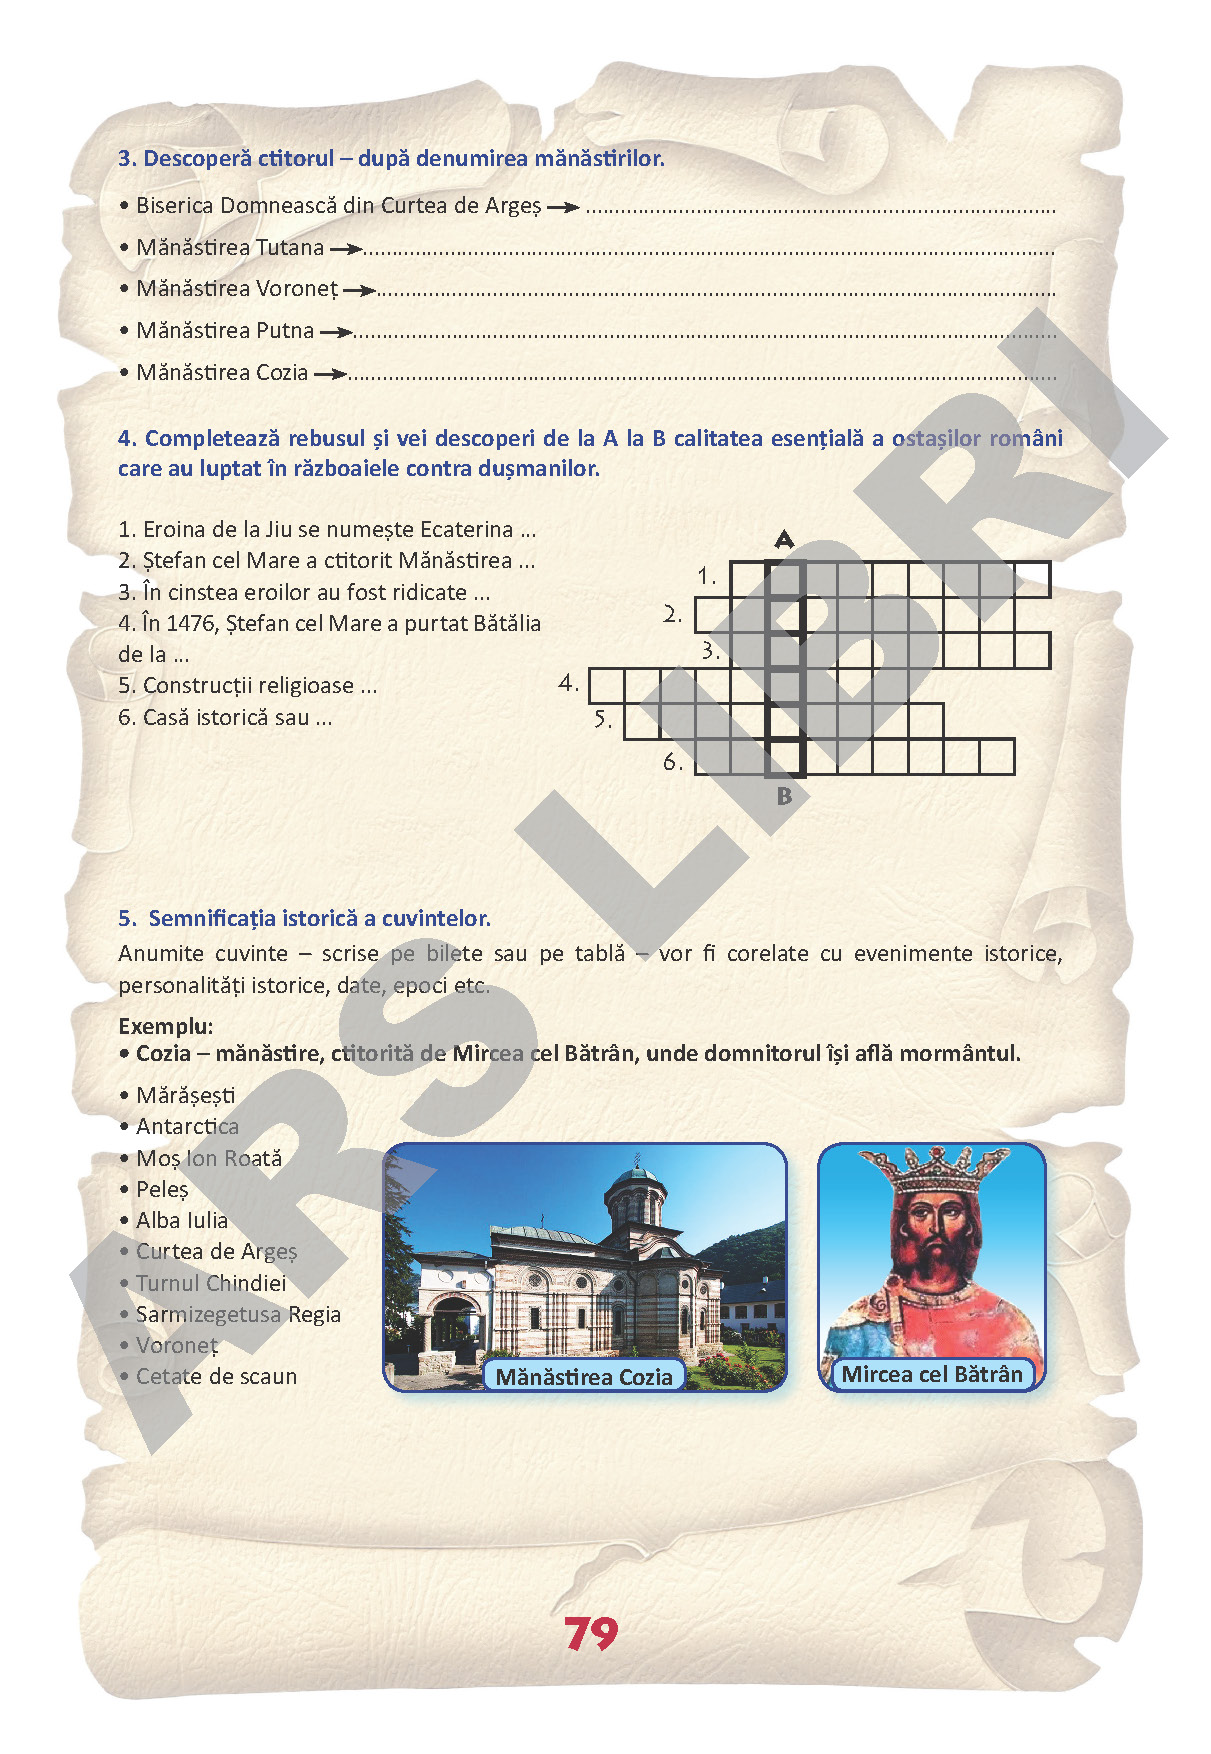 3. Descoperă ctitorul – după denumirea mănăstirilor.
• Biserica Domnească din Curtea de Argeș ................................................................................
• Mănăstirea Tutana ................................................................................
• Mănăstirea Voroneț ................................................................................
• Mănăstirea Putna ................................................................................
• Mănăstirea Cozia ................................................................................
4. Completează rebusul și vei descoperi de la A la B calitatea esențială a ostașilor români
care au luptat în războaiele contra dușmanilor.
1. Eroina de la Jiu se numește Ecaterina ...
2. Ștefan cel Mare a ctitorit Mănăstirea ...
3. În cinstea eroilor au fost ridicate ...
4. În 1476, Ștefan cel Mare a purtat Bătălia
de la ...
5. Construcții religioase ...
6. Casă istorică sau ...
A
1.
2.
3.
4.
5.
6.
B
5. Semnificația istorică a cuvintelor.
Anumite cuvinte – scrise pe bilete sau pe tablă – vor fi corelate cu evenimente istorice,
personalități istorice, date, epoci etc.
Exemplu:
• Cozia – mănăstire, ctitorită de Mircea cel Bătrân, unde domnitorul își află mormântul.
• Mărășești
• Antarctica
• Moș Ion Roată
• Peleș
• Alba Iulia
• Curtea de Argeș
• Turnul Chindiei
• Sarmizegetusa Regia
• Voroneț
• Cetate de scaun
Mănăstirea Cozia
Mircea cel Bătrân
79
ARS LIBRI